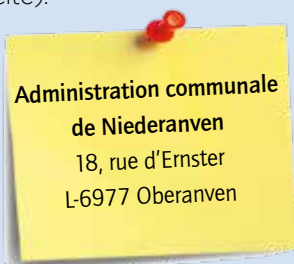 Administration communale
de Niederanven
18, rue d'Ernster
L-6977 Oberanven